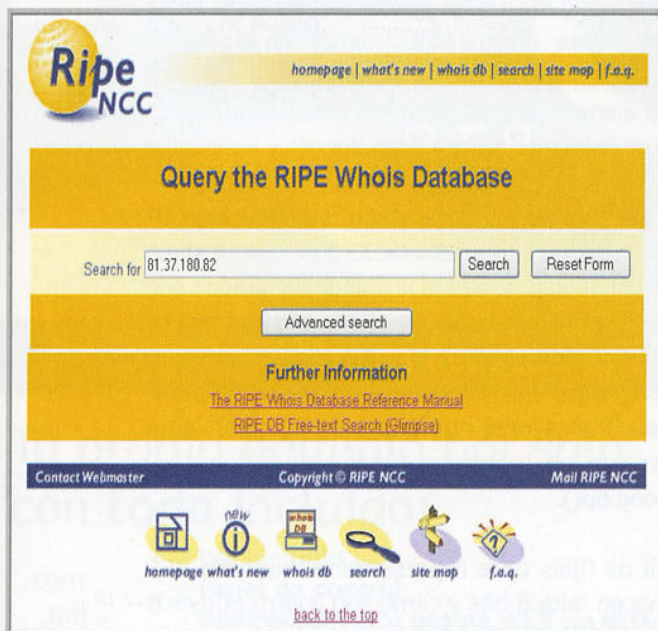 Ripe
NCC
homepage | what's new | whois db | search | site map | f.a.q.
Query the RIPE Whois Database
Search for 81.37.180.82 Search Reset Form
Advanced search
Further Information
The RIPE Whois Database Reference Manual
RIPE DB Free-text Search (Glimpse)
Contact Webmaster Copyright © RIPE NCC Mail RIPE NCC
new
whois
DB
homepage what's new whois db search site map f.a.q.
back to the top